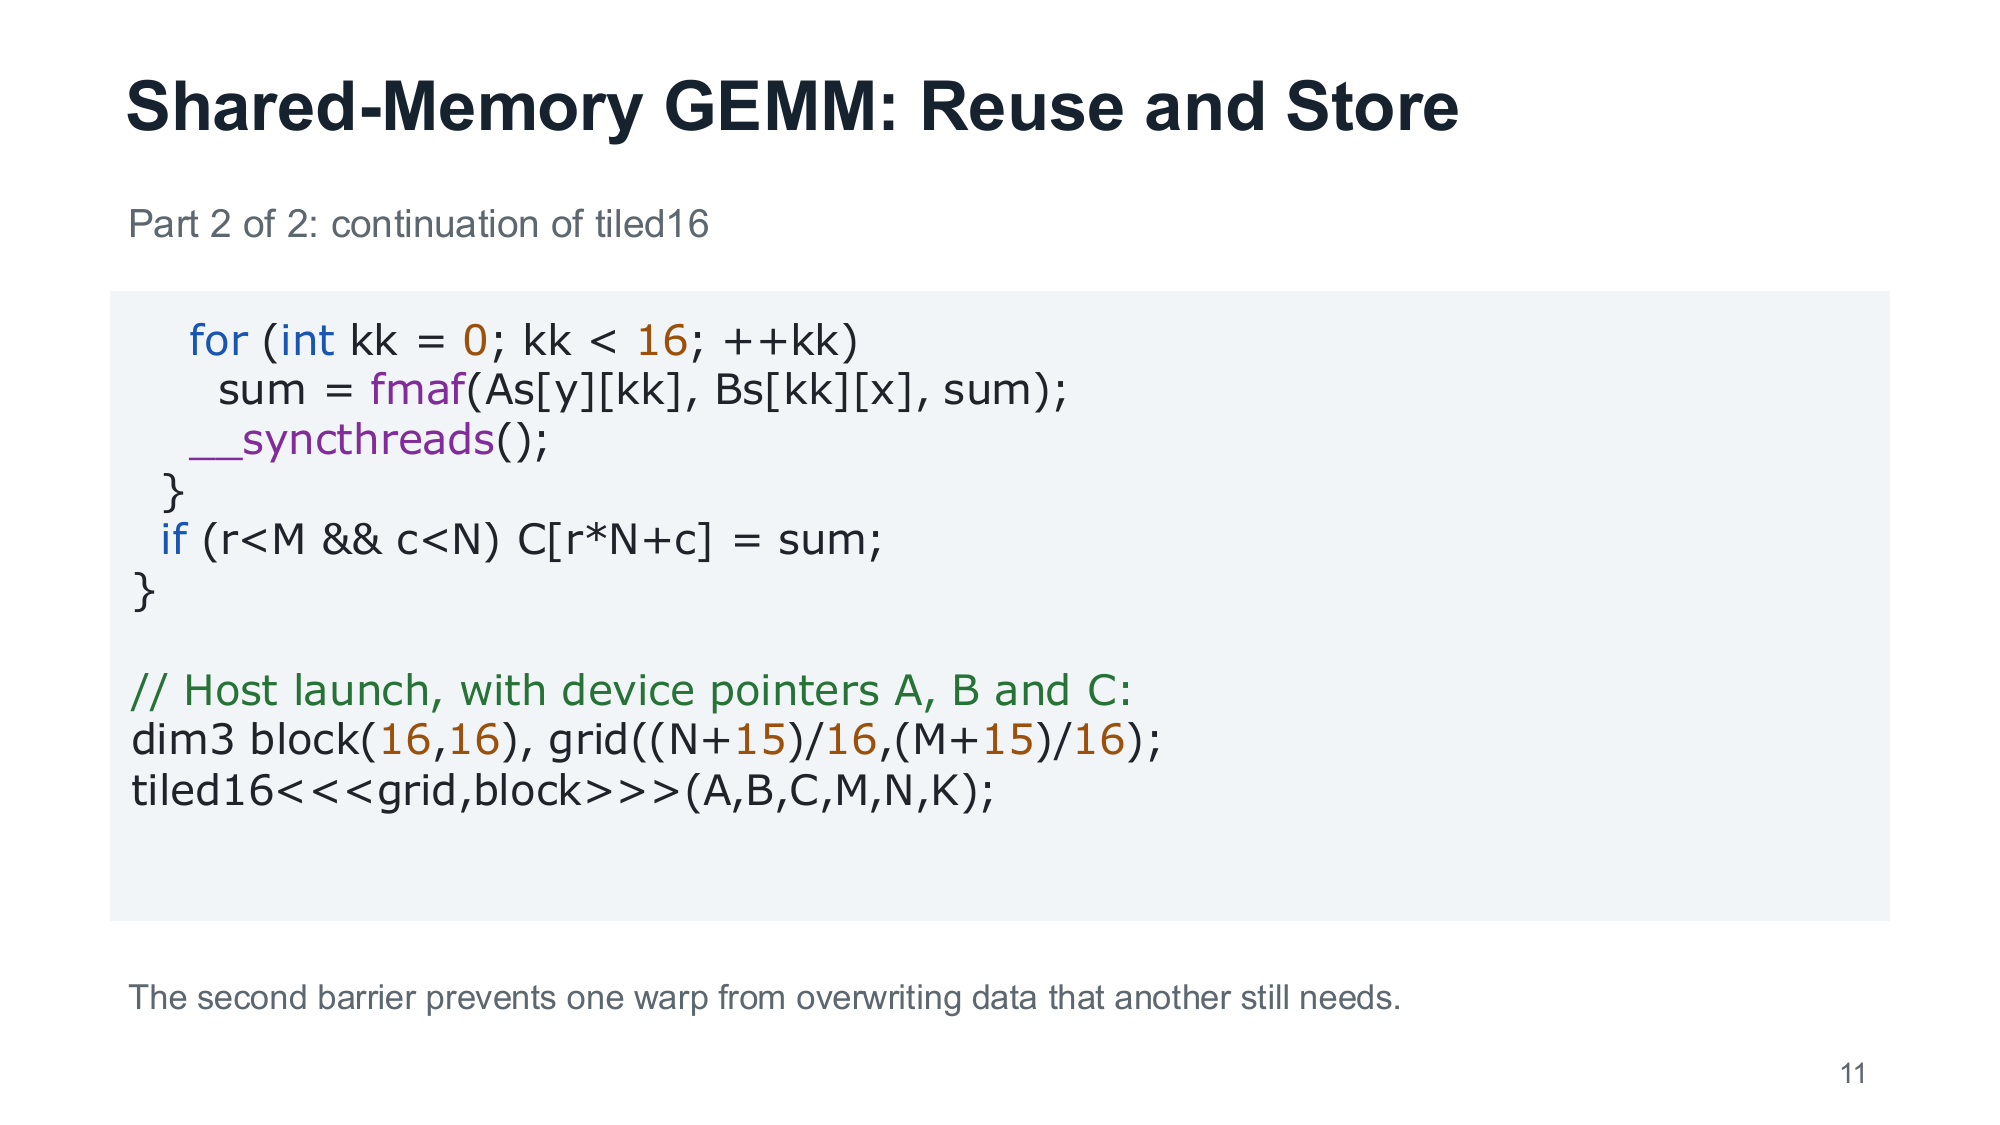 Shared-Memory GEMM: Reuse and Store
Part 2 of 2: continuation of tiled16
    for (int kk = 0; kk < 16; ++kk)
      sum = fmaf(As[y][kk], Bs[kk][x], sum);
    __syncthreads();
  }
  if (r<M && c<N) C[r*N+c] = sum;
}
// Host launch, with device pointers A, B and C:
dim3 block(16,16), grid((N+15)/16,(M+15)/16);
tiled16<<<grid,block>>>(A,B,C,M,N,K);
The second barrier prevents one warp from overwriting data that another still needs.
11